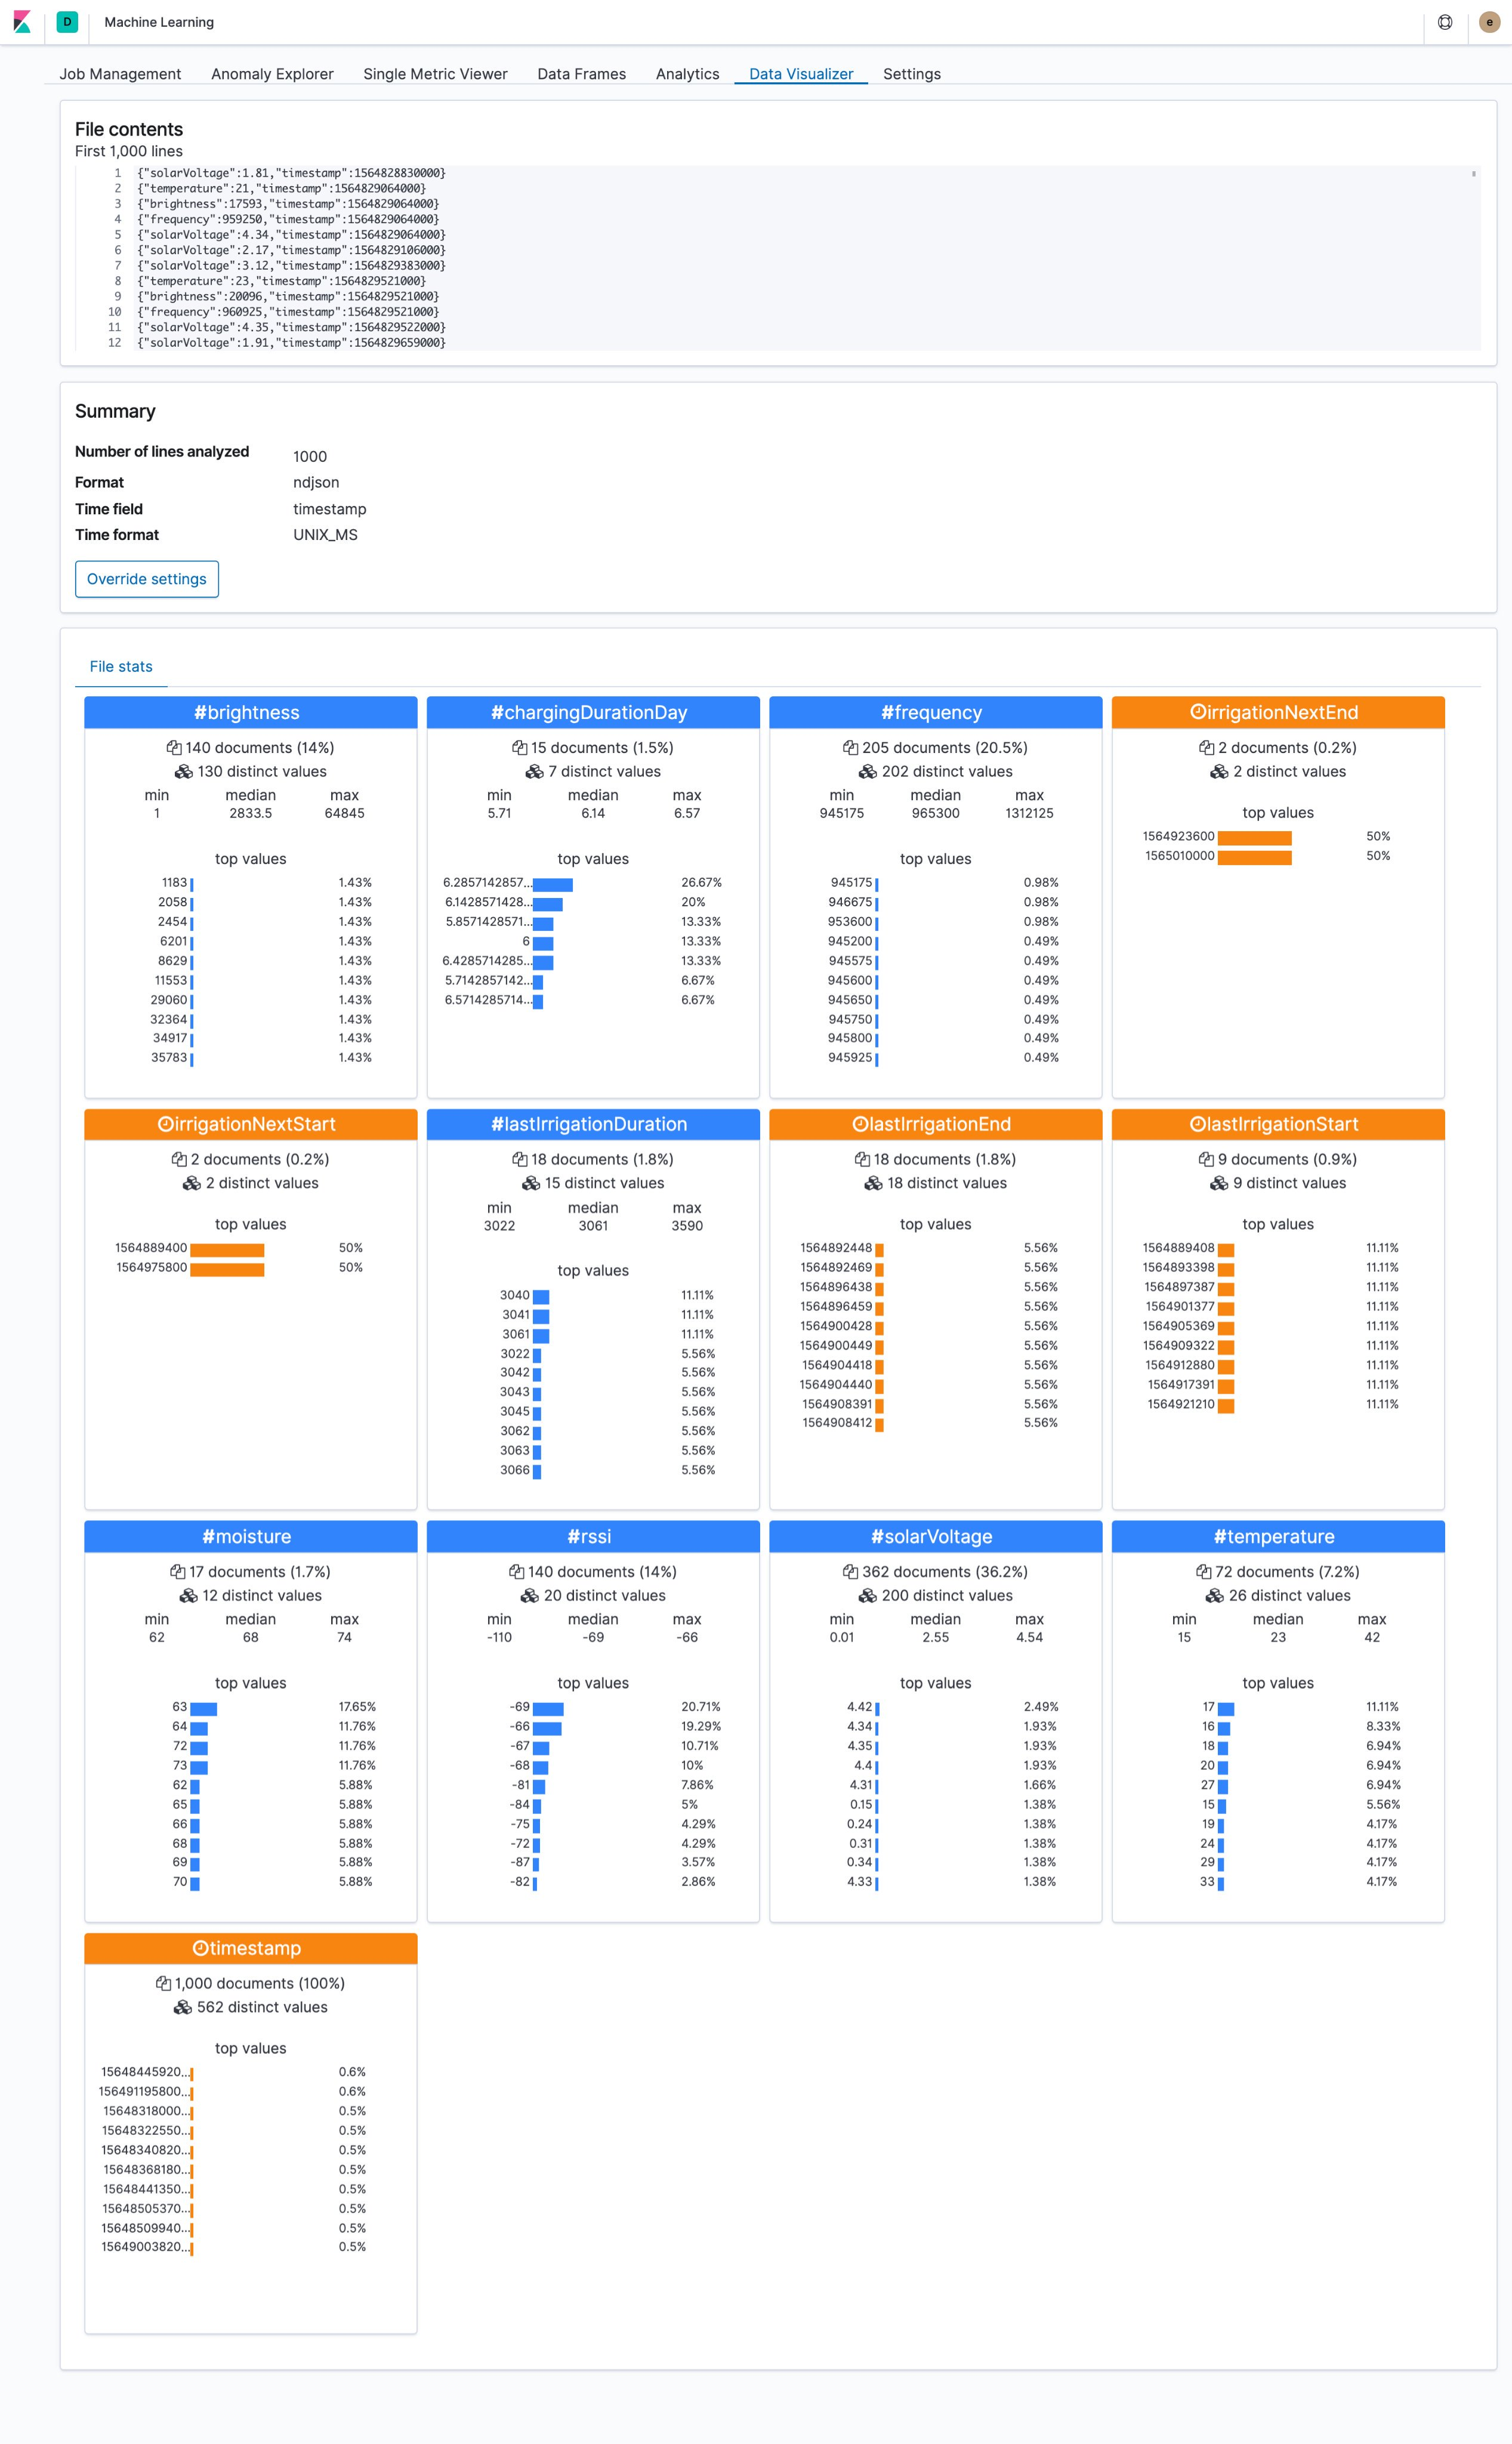 D Machine Learning e
Job Management Anomaly Explorer Single Metric Viewer Data Frames Analytics Data Visualizer Settings
File contents
First 1,000 lines
1 {"solarVoltage":1.81,"timestamp":1564828830000}
2 {"temperature":21,"timestamp":1564829064000}
3 {"brightness":17593,"timestamp":1564829064000}
4 {"frequency":959250,"timestamp":1564829064000}
5 {"solarVoltage":4.34,"timestamp":1564829064000}
6 {"solarVoltage":2.17,"timestamp":1564829106000}
7 {"solarVoltage":3.12,"timestamp":1564829383000}
8 {"temperature":23,"timestamp":1564829521000}
9 {"brightness":20096,"timestamp":1564829521000}
10 {"frequency":960925,"timestamp":1564829521000}
11 {"solarVoltage":4.35,"timestamp":1564829522000}
12 {"solarVoltage":1.91,"timestamp":1564829659000}
Summary
Number of lines analyzed 1000
Format ndjson
Time field timestamp
Time format UNIX_MS
Override settings
File stats
#brightness
140 documents (14%)
130 distinct values
min median max
1 2833.5 64845
top values
1183 1.43%
2058 1.43%
2454 1.43%
6201 1.43%
8629 1.43%
11553 1.43%
29060 1.43%
32364 1.43%
34917 1.43%
35783 1.43%
#chargingDurationDay
15 documents (1.5%)
7 distinct values
min median max
5.71 6.14 6.57
top values
6.2857142857... 26.67%
6.1428571428... 20%
5.8571428571... 13.33%
6 13.33%
6.4285714285... 13.33%
5.7142857142... 6.67%
6.5714285714... 6.67%
#frequency
205 documents (20.5%)
202 distinct values
min median max
945175 965300 1312125
top values
945175 0.98%
946675 0.98%
953600 0.98%
945200 0.49%
945575 0.49%
945600 0.49%
945650 0.49%
945750 0.49%
945800 0.49%
945925 0.49%
irrigationNextEnd
2 documents (0.2%)
2 distinct values
top values
1564923600 50%
1565010000 50%
irrigationNextStart
2 documents (0.2%)
2 distinct values
top values
1564889400 50%
1564975800 50%
#lastIrrigationDuration
18 documents (1.8%)
15 distinct values
min median max
3022 3061 3590
top values
3040 11.11%
3041 11.11%
3061 11.11%
3022 5.56%
3042 5.56%
3043 5.56%
3045 5.56%
3062 5.56%
3063 5.56%
3066 5.56%
lastIrrigationEnd
18 documents (1.8%)
18 distinct values
top values
1564892448 5.56%
1564892469 5.56%
1564896438 5.56%
1564896459 5.56%
1564900428 5.56%
1564900449 5.56%
1564904418 5.56%
1564904440 5.56%
1564908391 5.56%
1564908412 5.56%
lastIrrigationStart
9 documents (0.9%)
9 distinct values
top values
1564889408 11.11%
1564893398 11.11%
1564897387 11.11%
1564901377 11.11%
1564905369 11.11%
1564909322 11.11%
1564912880 11.11%
1564917391 11.11%
1564921210 11.11%
#moisture
17 documents (1.7%)
12 distinct values
min median max
62 68 74
top values
63 17.65%
64 11.76%
72 11.76%
73 11.76%
62 5.88%
65 5.88%
66 5.88%
68 5.88%
69 5.88%
70 5.88%
#rssi
140 documents (14%)
20 distinct values
min median max
-110 -69 -66
top values
-69 20.71%
-66 19.29%
-67 10.71%
-68 10%
-81 7.86%
-84 5%
-75 4.29%
-72 4.29%
-87 3.57%
-82 2.86%
#solarVoltage
362 documents (36.2%)
200 distinct values
min median max
0.01 2.55 4.54
top values
4.42 2.49%
4.34 1.93%
4.35 1.93%
4.4 1.93%
4.31 1.66%
0.15 1.38%
0.24 1.38%
0.31 1.38%
0.34 1.38%
4.33 1.38%
#temperature
72 documents (7.2%)
26 distinct values
min median max
15 23 42
top values
17 11.11%
16 8.33%
18 6.94%
20 6.94%
27 6.94%
15 5.56%
19 4.17%
24 4.17%
29 4.17%
33 4.17%
timestamp
1,000 documents (100%)
562 distinct values
top values
15648445920... 0.6%
156491195800... 0.6%
15648318000... 0.5%
15648322550... 0.5%
15648340820... 0.5%
15648368180... 0.5%
15648441350... 0.5%
15648505370... 0.5%
15648509940... 0.5%
15649003820... 0.5%